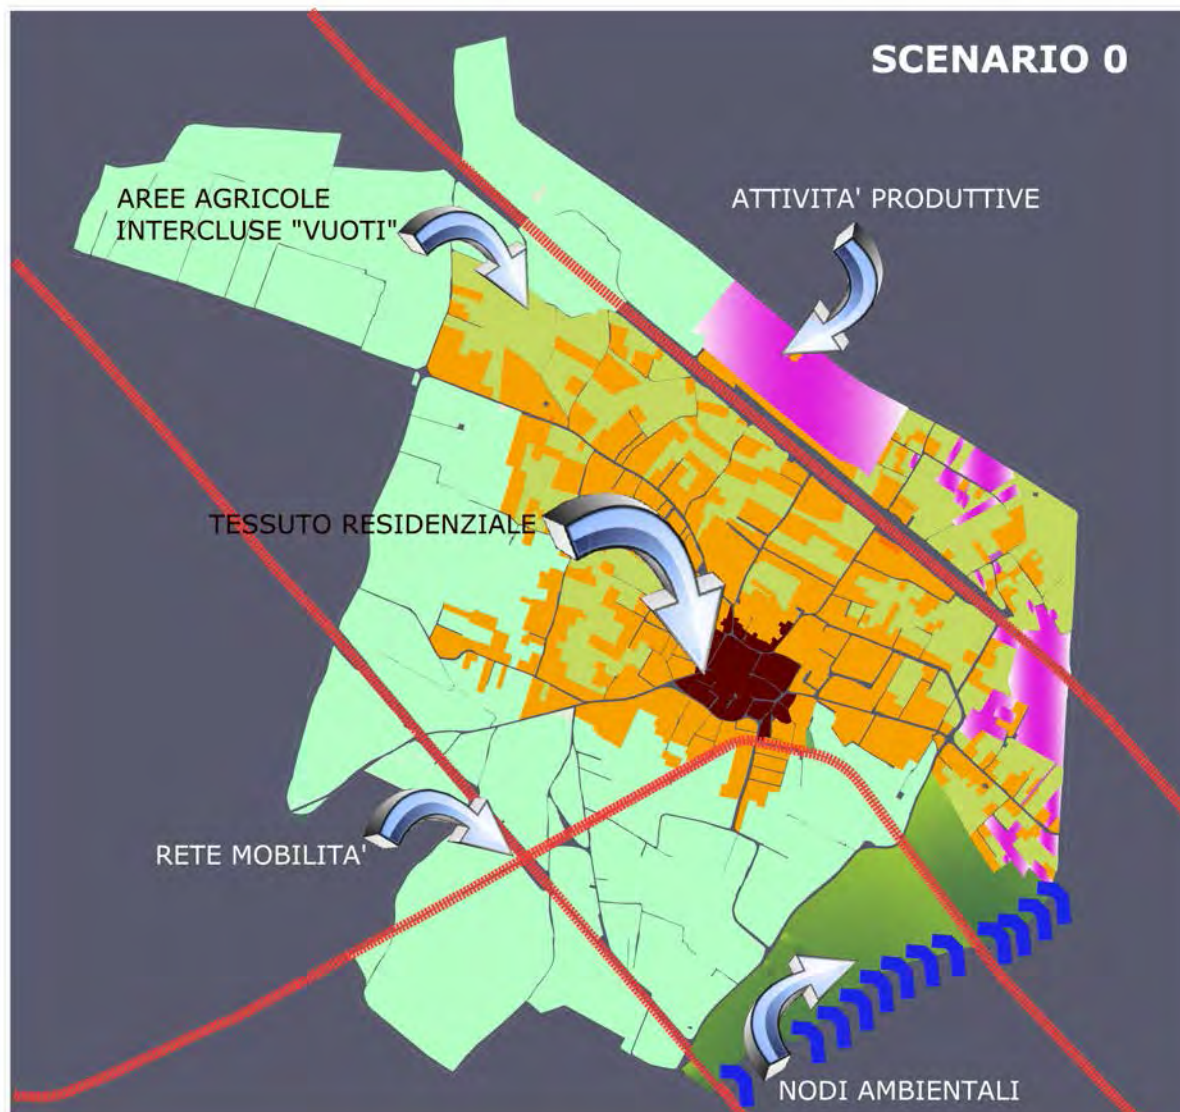 SCENARIO 0
AREE AGRICOLE
INTERCLUSE "VUOTI"
ATTIVITA' PRODUTTIVE
TESSUTO RESIDENZIALE
RETE MOBILITA'
NODI AMBIENTALI